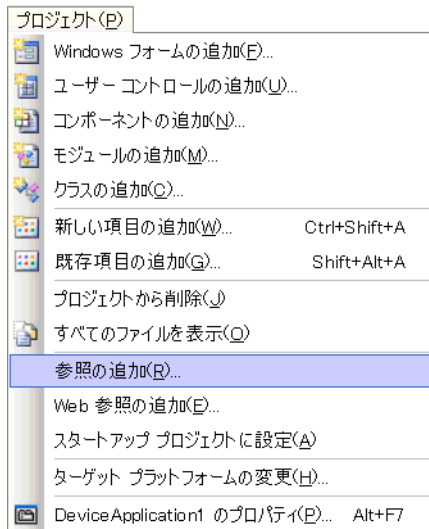 プロジェクト(P)
Windows フォームの追加(F)...
ユーザー コントロールの追加(U)...
コンポーネントの追加(N)...
モジュールの追加(M)...
クラスの追加(C)...
新しい項目の追加(W)... Ctrl+Shift+A
既存項目の追加(G)... Shift+Alt+A
プロジェクトから削除(J)
すべてのファイルを表示(O)
参照の追加(R)...
Web 参照の追加(E)...
スタートアップ プロジェクトに設定(A)
ターゲット プラットフォームの変更(H)...
DeviceApplication1 のプロパティ(P)... Alt+F7